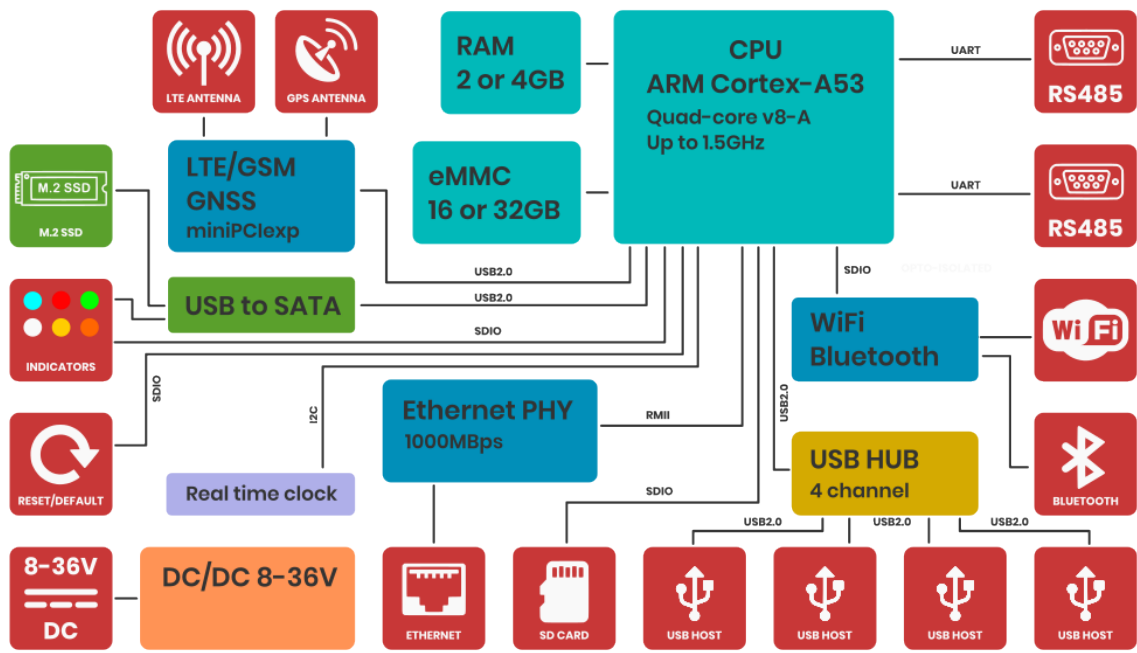 LTE ANTENNA
GPS ANTENNA
RAM
2 or 4GB
CPU
ARM Cortex-A53
Quad-core v8-A
Up to 1.5GHz
UART
RS485
M.2 SSD
M.2 SSD
LTE/GSM
GNSS
miniPCIexp
eMMC
16 or 32GB
UART
RS485
USB2.0
SDIO
OPTO-ISOLATED
USB to SATA
USB2.0
SDIO
INDICATORS
SDIO
I2C
WiFi
Bluetooth
Wi Fi
Ethernet PHY
1000MBps
RMII
USB2.0
RESET/DEFAULT
Real time clock
SDIO
USB HUB
4 channel
BLUETOOTH
USB2.0
USB2.0
USB2.0
8-36V
DC
DC/DC 8-36V
ETHERNET
SD CARD
USB HOST
USB HOST
USB HOST
USB HOST